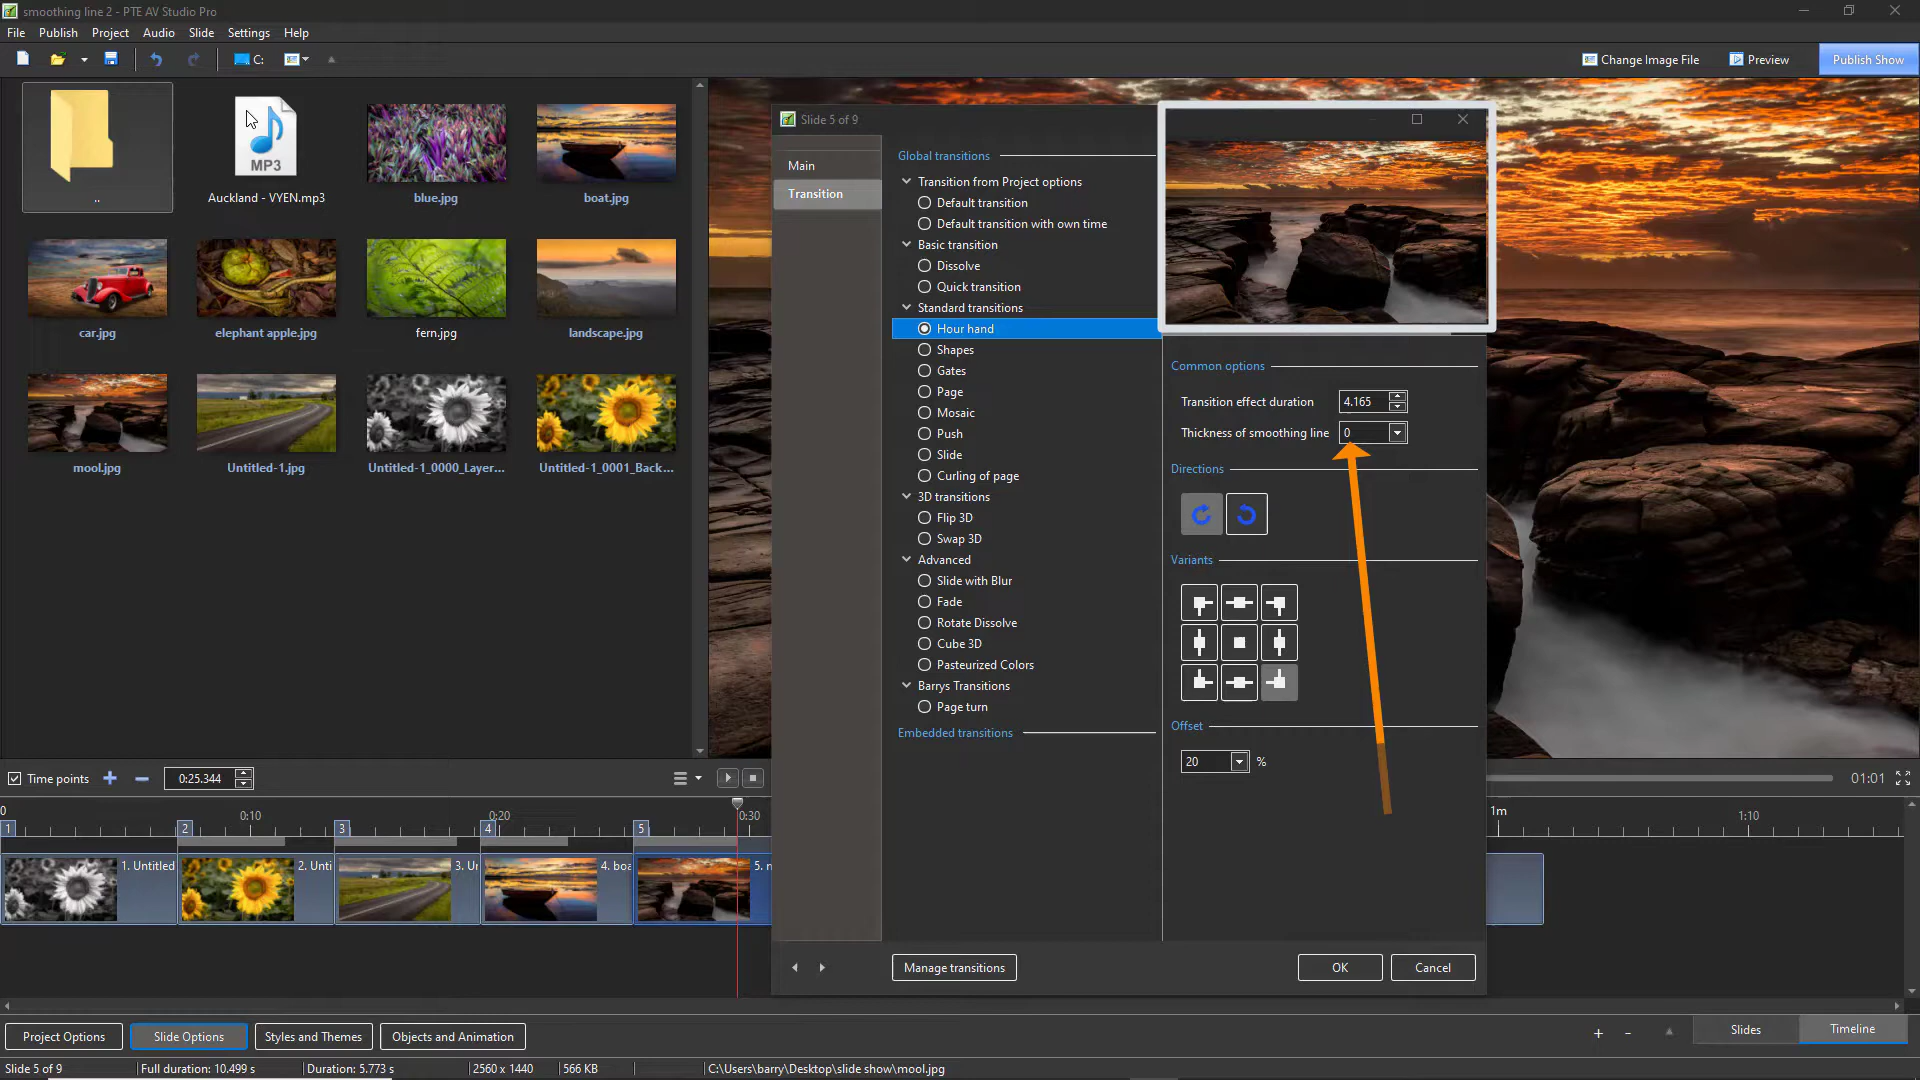 smoothing line 2 - PTE AV Studio Pro
File Publish Project Audio Slide Settings Help
C: Change Image File Preview Publish Show
..
MP3
Auckland - VYEN.mp3
blue.jpg
boat.jpg
car.jpg
elephant apple.jpg
fern.jpg
landscape.jpg
mool.jpg
Untitled-1.jpg
Untitled-1_0000_Layer...
Untitled-1_0001_Back...
Slide 5 of 9
Main
Transition
Global transitions
Transition from Project options
Default transition
Default transition with own time
Basic transition
Dissolve
Quick transition
Standard transitions
Hour hand
Shapes
Gates
Page
Mosaic
Push
Slide
Curling of page
3D transitions
Flip 3D
Swap 3D
Advanced
Slide with Blur
Fade
Rotate Dissolve
Cube 3D
Pasteurized Colors
Barrys Transitions
Page turn
Embedded transitions
Common options
Transition effect duration 4.165
Thickness of smoothing line 0
Directions
Variants
Offset
20 %
Manage transitions OK Cancel
Time points 0:25.344 01:01
0 0:10 0:20 0:30 1m 1:10
1 2 3 4 5
1. Untitled 2. Unti 3. Ur 4. boa 5. n
Project Options Slide Options Styles and Themes Objects and Animation + - Slides Timeline
Slide 5 of 9 Full duration: 10.499 s Duration: 5.773 s 2560 x 1440 566 KB C:\Users\barry\Desktop\slide show\mool.jpg